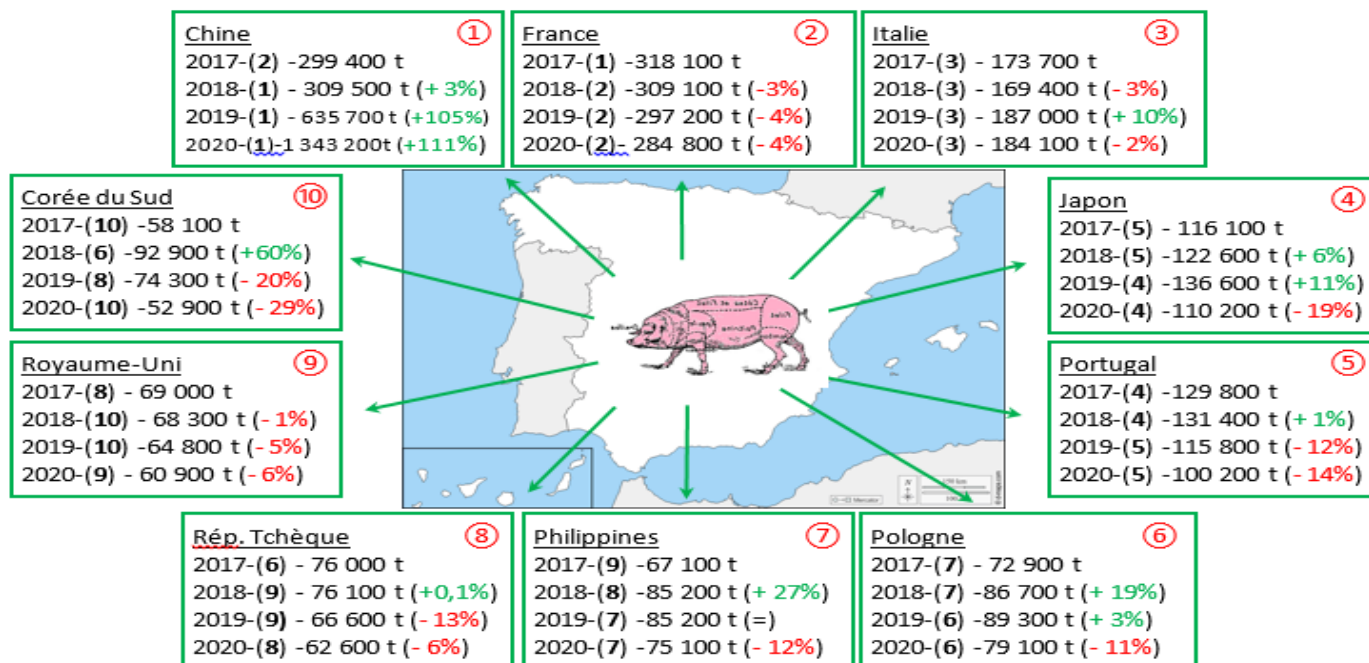 Chine ①
2017-(2) -299 400 t
2018-(1) - 309 500 t (+ 3%)
2019-(1) - 635 700 t (+105%)
2020-(1)-1 343 200t (+111%)
France ②
2017-(1) -318 100 t
2018-(2) -309 100 t (-3%)
2019-(2) -297 200 t (- 4%)
2020-(2)- 284 800 t (- 4%)
Italie ③
2017-(3) - 173 700 t
2018-(3) - 169 400 t (- 3%)
2019-(3) - 187 000 t (+ 10%)
2020-(3) - 184 100 t (- 2%)
Corée du Sud ⑩
2017-(10) -58 100 t
2018-(6) -92 900 t (+60%)
2019-(8) -74 300 t (- 20%)
2020-(10) -52 900 t (- 29%)
Japon ④
2017-(5) - 116 100 t
2018-(5) -122 600 t (+ 6%)
2019-(4) -136 600 t (+11%)
2020-(4) -110 200 t (- 19%)
Royaume-Uni ⑨
2017-(8) - 69 000 t
2018-(10) - 68 300 t (- 1%)
2019-(10) -64 800 t (- 5%)
2020-(9) - 60 900 t (- 6%)
Portugal ⑤
2017-(4) -129 800 t
2018-(4) -131 400 t (+ 1%)
2019-(5) -115 800 t (- 12%)
2020-(5) -100 200 t (- 14%)
Rép. Tchèque ⑧
2017-(6) - 76 000 t
2018-(9) - 76 100 t (+0,1%)
2019-(9) - 66 600 t (- 13%)
2020-(8) -62 600 t (- 6%)
Philippines ⑦
2017-(9) -67 100 t
2018-(8) -85 200 t (+ 27%)
2019-(7) -85 200 t (=)
2020-(7) -75 100 t (- 12%)
Pologne ⑥
2017-(7) - 72 900 t
2018-(7) - 86 700 t (+ 19%)
2019-(6) -89 300 t (+ 3%)
2020-(6) -79 100 t (- 11%)